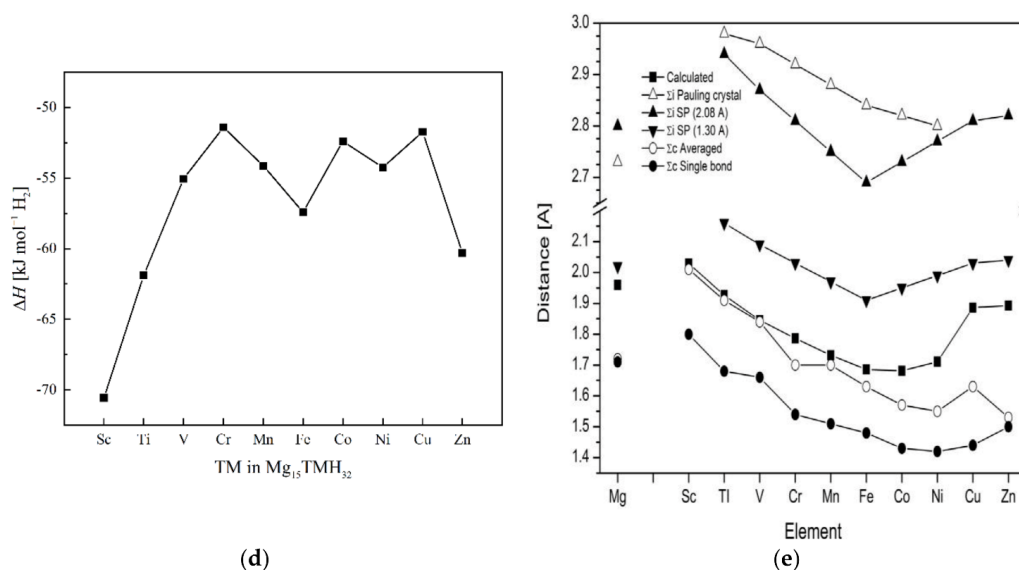 -50
-55
-60
-65
-70
ΔH [kJ mol⁻¹ H₂]
Sc Ti V Cr Mn Fe Co Ni Cu Zn
TM in Mg₁₅TMH₃₂
(d)
3.0
2.9
2.8
2.7
2.1
2.0
1.9
1.8
1.7
1.6
1.5
1.4
Distance [A]
Calculated
Σi Pauling crystal
Σi SP (2.08 A)
Σi SP (1.30 A)
Σc Averaged
Σc Single bond
Mg Sc TI V Cr Mn Fe Co Ni Cu Zn
Element
(e)